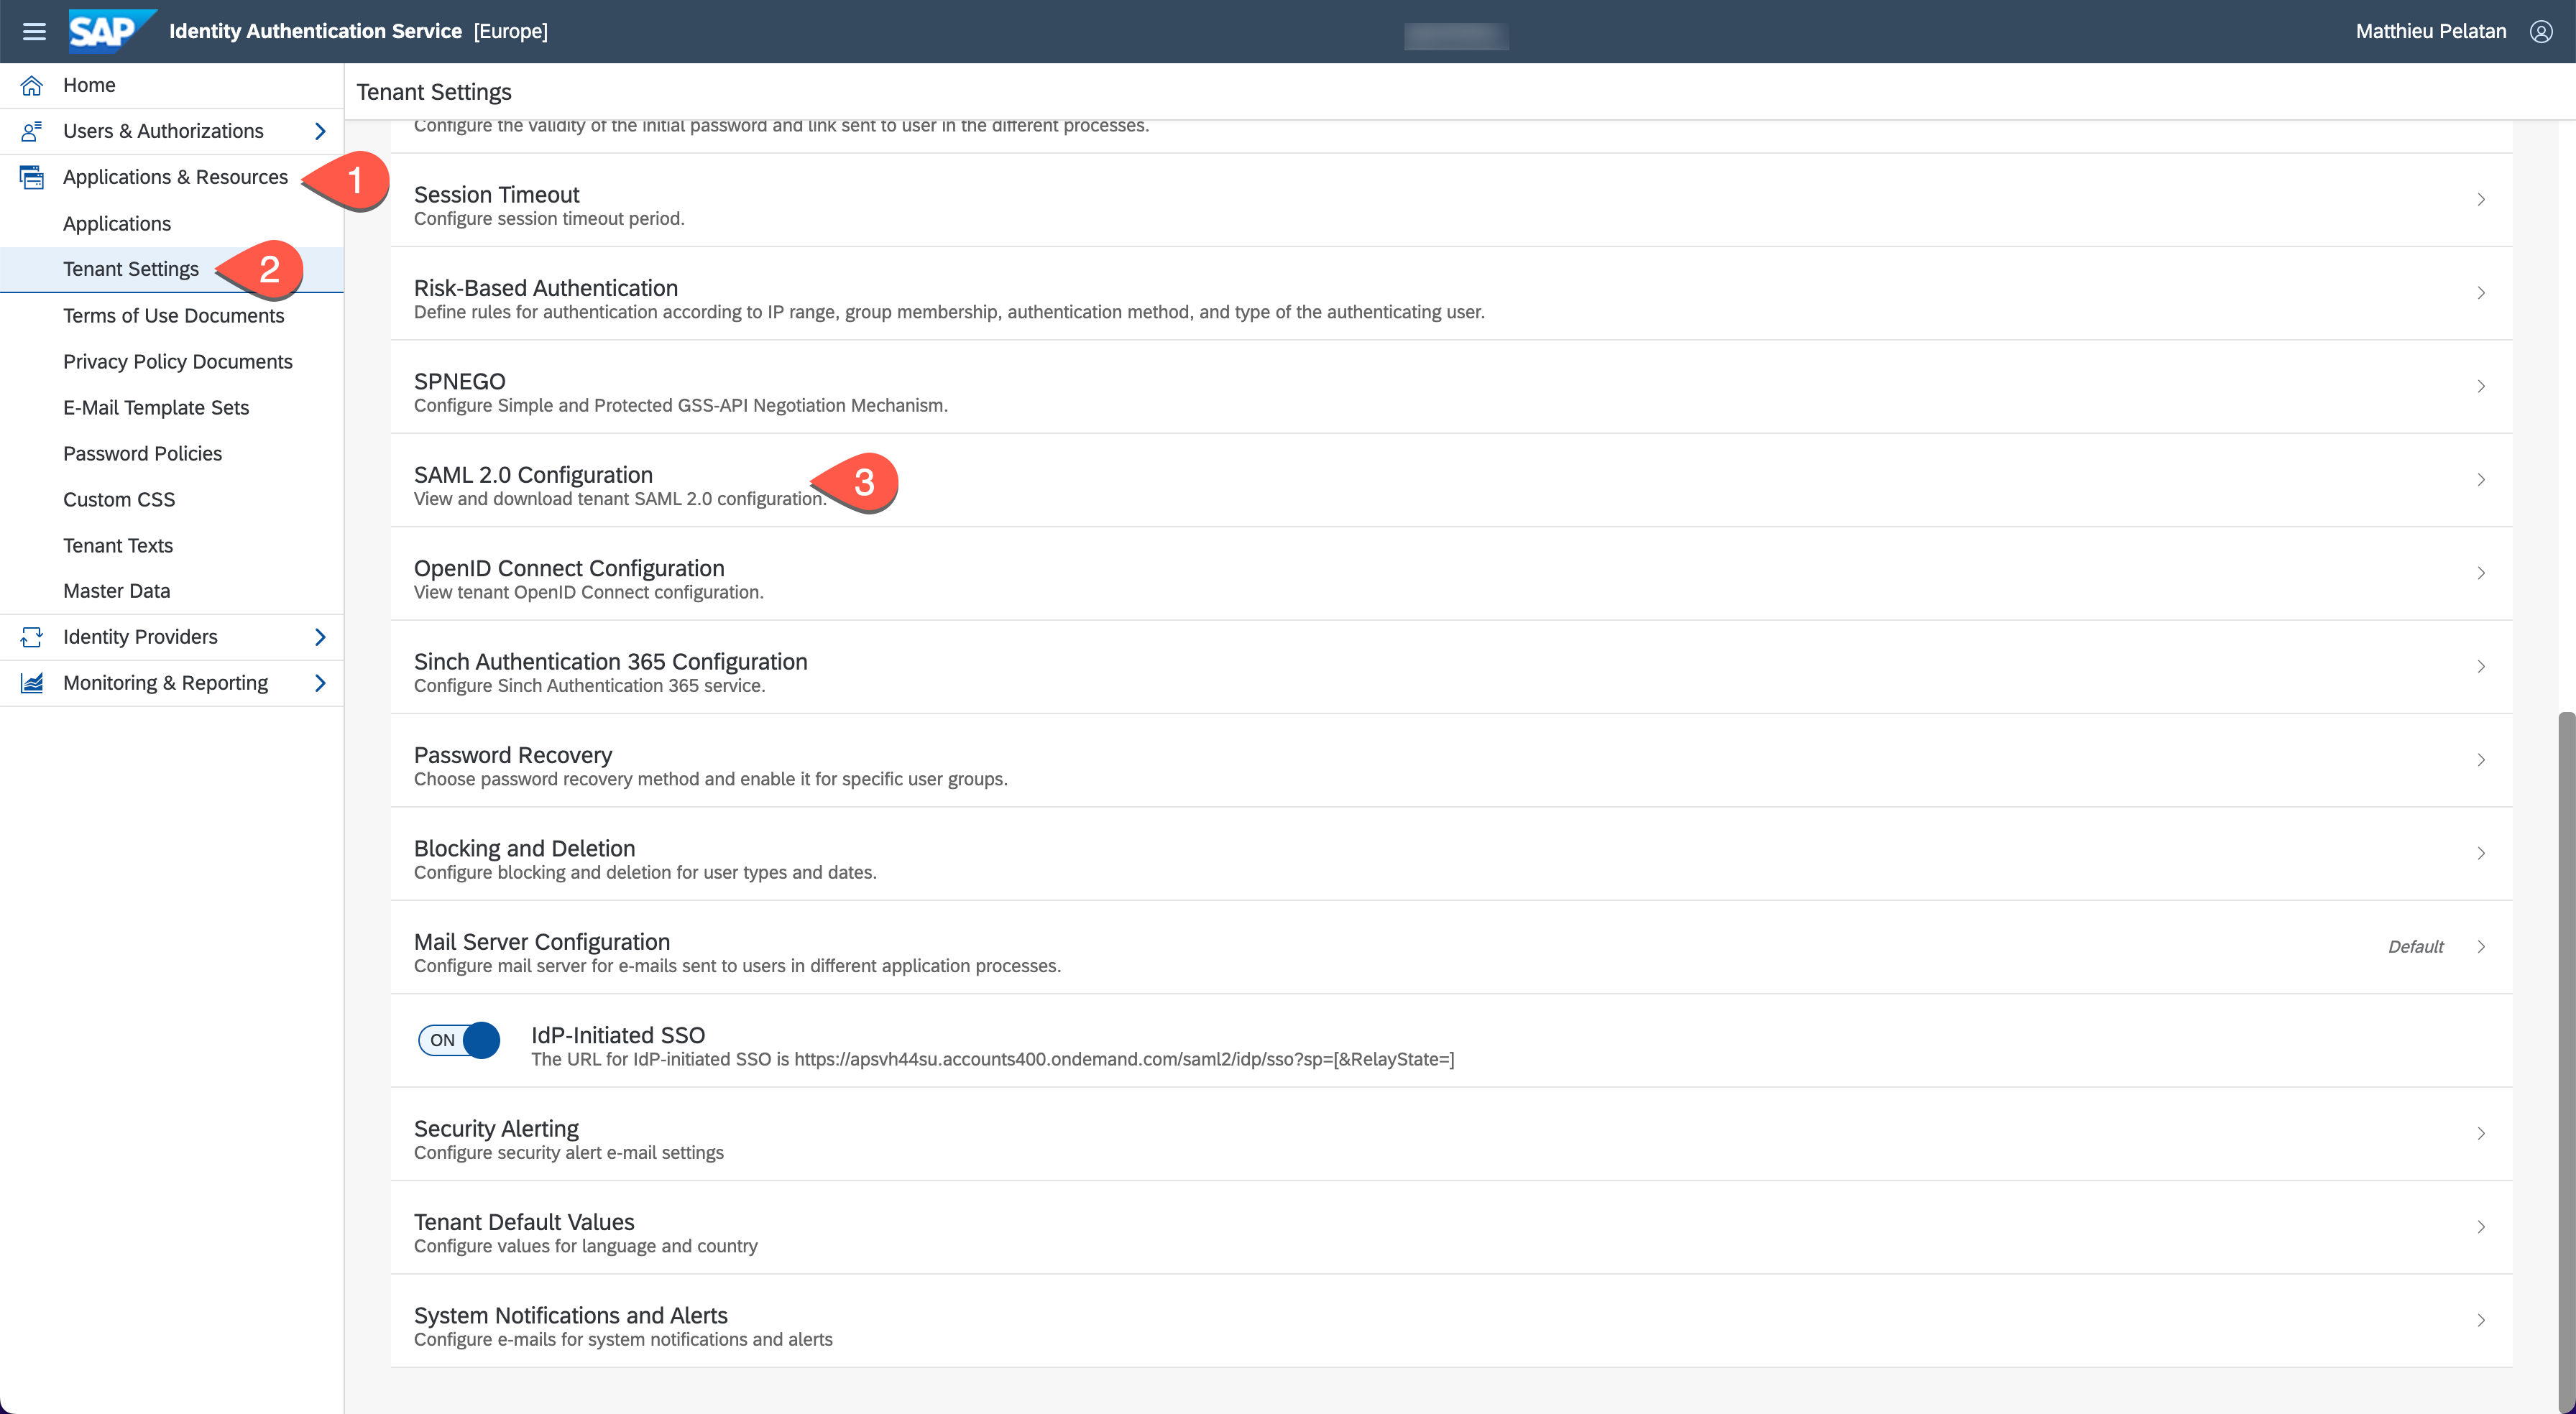 SAP Identity Authentication Service [Europe]
Matthieu Pelatan
Home
Users & Authorizations
Applications & Resources
1
Applications
Tenant Settings
2
Terms of Use Documents
Privacy Policy Documents
E-Mail Template Sets
Password Policies
Custom CSS
Tenant Texts
Master Data
Identity Providers
Monitoring & Reporting
Tenant Settings
Configure the validity of the initial password and link sent to user in the different processes.
Session Timeout
Configure session timeout period.
Risk-Based Authentication
Define rules for authentication according to IP range, group membership, authentication method, and type of the authenticating user.
SPNEGO
Configure Simple and Protected GSS-API Negotiation Mechanism.
SAML 2.0 Configuration
View and download tenant SAML 2.0 configuration.
3
OpenID Connect Configuration
View tenant OpenID Connect configuration.
Sinch Authentication 365 Configuration
Configure Sinch Authentication 365 service.
Password Recovery
Choose password recovery method and enable it for specific user groups.
Blocking and Deletion
Configure blocking and deletion for user types and dates.
Mail Server Configuration
Configure mail server for e-mails sent to users in different application processes.
Default
ON
IdP-Initiated SSO
The URL for IdP-initiated SSO is https://apsvh44su.accounts400.ondemand.com/saml2/idp/sso?sp=[&RelayState=]
Security Alerting
Configure security alert e-mail settings
Tenant Default Values
Configure values for language and country
System Notifications and Alerts
Configure e-mails for system notifications and alerts